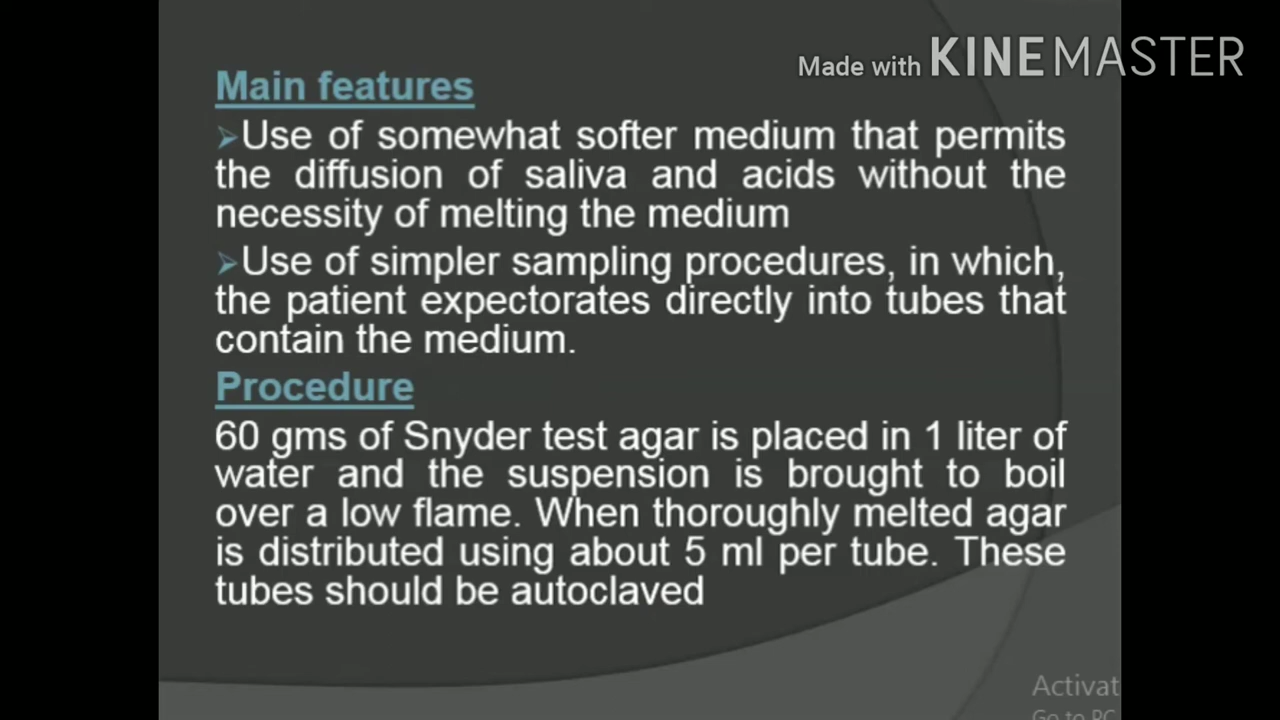 Made with KINEMASTER
Main features
➢Use of somewhat softer medium that permits
the diffusion of saliva and acids without the
necessity of melting the medium
➢Use of simpler sampling procedures, in which,
the patient expectorates directly into tubes that
contain the medium.
Procedure
60 gms of Snyder test agar is placed in 1 liter of
water and the suspension is brought to boil
over a low flame. When thoroughly melted agar
is distributed using about 5 ml per tube. These
tubes should be autoclaved
Activat
Go to PC